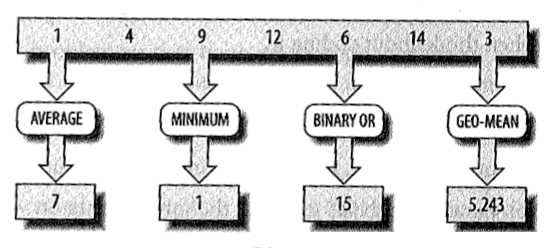 1 4 9 12 6 14 3
AVERAGE MINIMUM BINARY OR GEO-MEAN
7 1 15 5.243